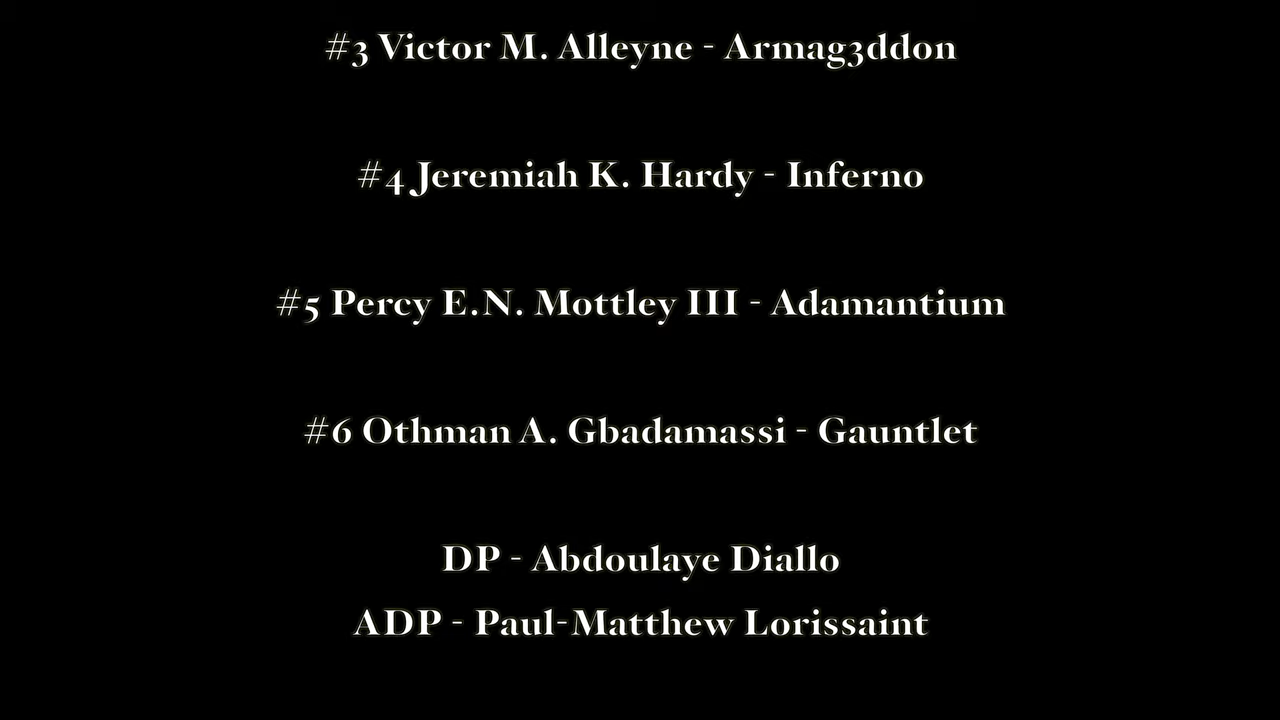 #3 Victor M. Alleyne - Armag3ddon
#4 Jeremiah K. Hardy - Inferno
#5 Percy E.N. Mottley III - Adamantium
#6 Othman A. Gbadamassi - Gauntlet
DP - Abdoulaye Diallo
ADP - Paul-Matthew Lorissaint